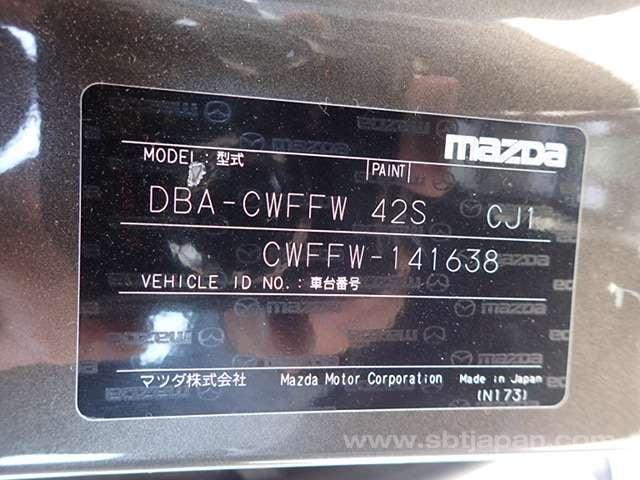 mazda
MODEL : 型式 PAINT
DBA-CWFFW 42S CJ1
CWFFW-141638
VEHICLE ID NO. : 車台番号
マツダ株式会社 Mazda Motor Corporation Made in Japan
(N173)
www.sbtjapan.com